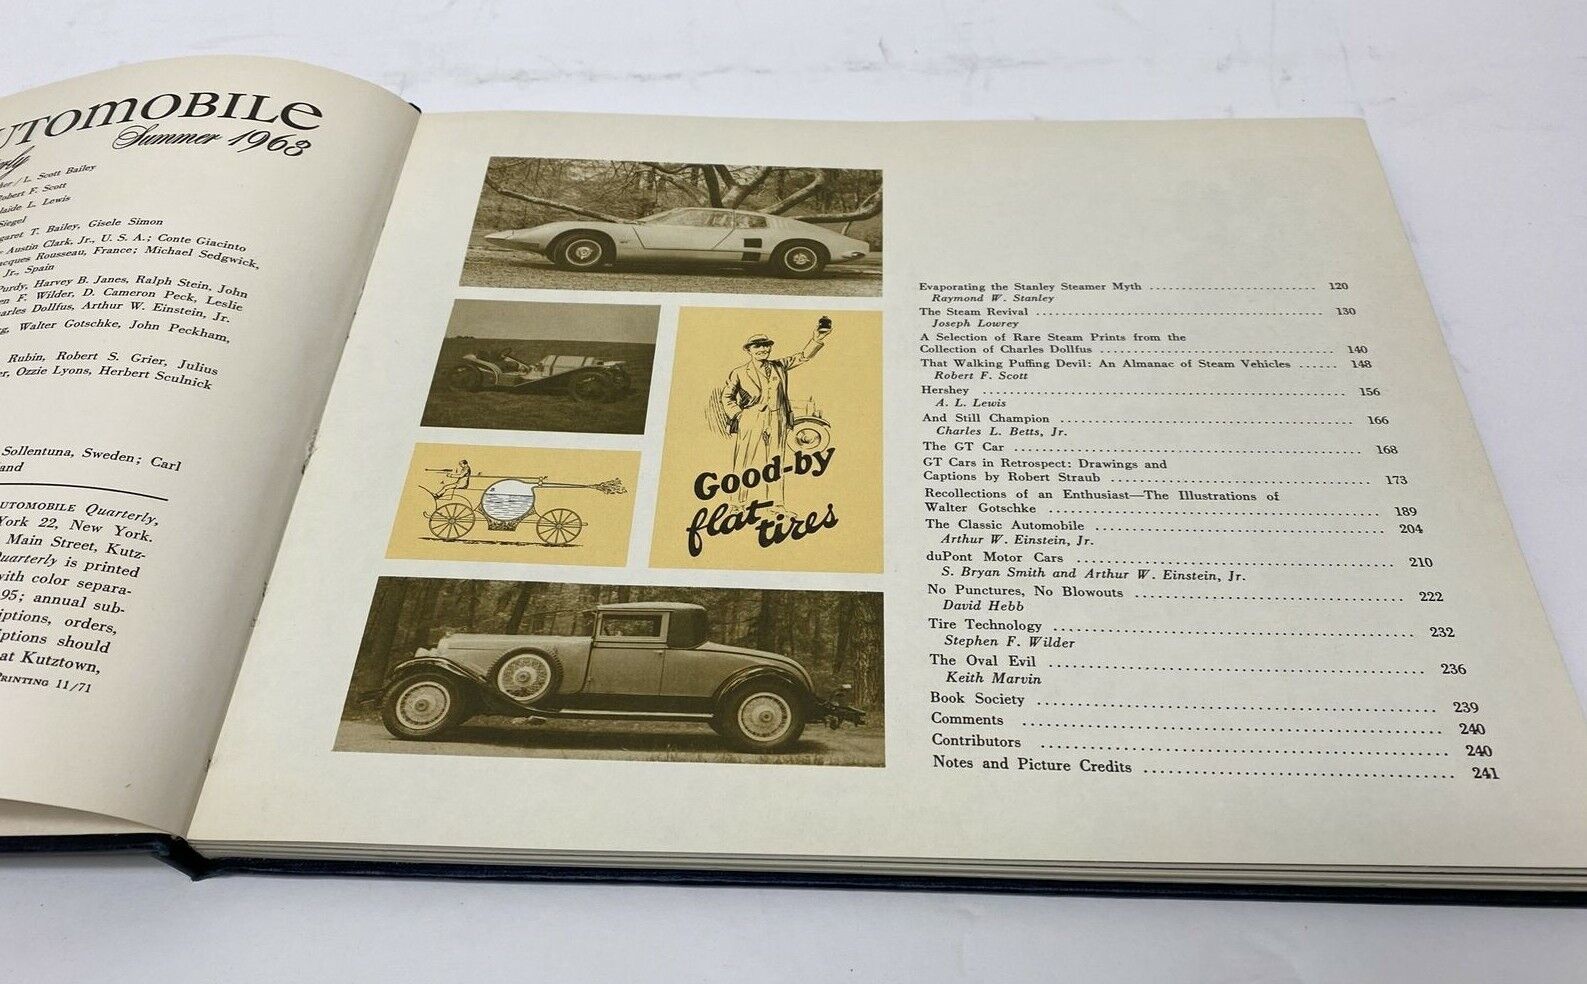 AUTOMOBILE
Summer 1963
L. Scott Bailey
Robert F. Scott
L. Lewis
Siegel
T. Bailey, Gisele Simon
Austin Clark, Jr., U. S. A.; Conte Giacinto
Jacques Rousseau, France; Michael Sedgwick,
Jr., Spain
Purdy, Harvey B. Janes, Ralph Stein, John
F. Wilder, D. Cameron Peck, Leslie
Charles Dollfus, Arthur W. Einstein, Jr.
Walter Gotschke, John Peckham,
Rubin, Robert S. Grier, Julius
Ozzie Lyons, Herbert Sculnick
Sollentuna, Sweden; Carl
AUTOMOBILE Quarterly,
York 22, New York.
Main Street, Kutz-
Quarterly is printed
with color separa-
95; annual sub-
orders,
should
at Kutztown,
PRINTING 11/71
Good-by
flat tires
Evaporating the Stanley Steamer Myth 120
Raymond W. Stanley
The Steam Revival 130
Joseph Lowrey
A Selection of Rare Steam Prints from the
Collection of Charles Dollfus 140
That Walking Puffing Devil: An Almanac of Steam Vehicles 148
Robert F. Scott
Hershey 156
A. L. Lewis
And Still Champion 166
Charles L. Betts, Jr.
The GT Car 168
GT Cars in Retrospect: Drawings and
Captions by Robert Straub 173
Recollections of an Enthusiast—The Illustrations of
Walter Gotschke 189
The Classic Automobile 204
Arthur W. Einstein, Jr.
duPont Motor Cars 210
S. Bryan Smith and Arthur W. Einstein, Jr.
No Punctures, No Blowouts 222
David Hebb
Tire Technology 232
Stephen F. Wilder
The Oval Evil 236
Keith Marvin
Book Society 239
Comments 240
Contributors 240
Notes and Picture Credits 241